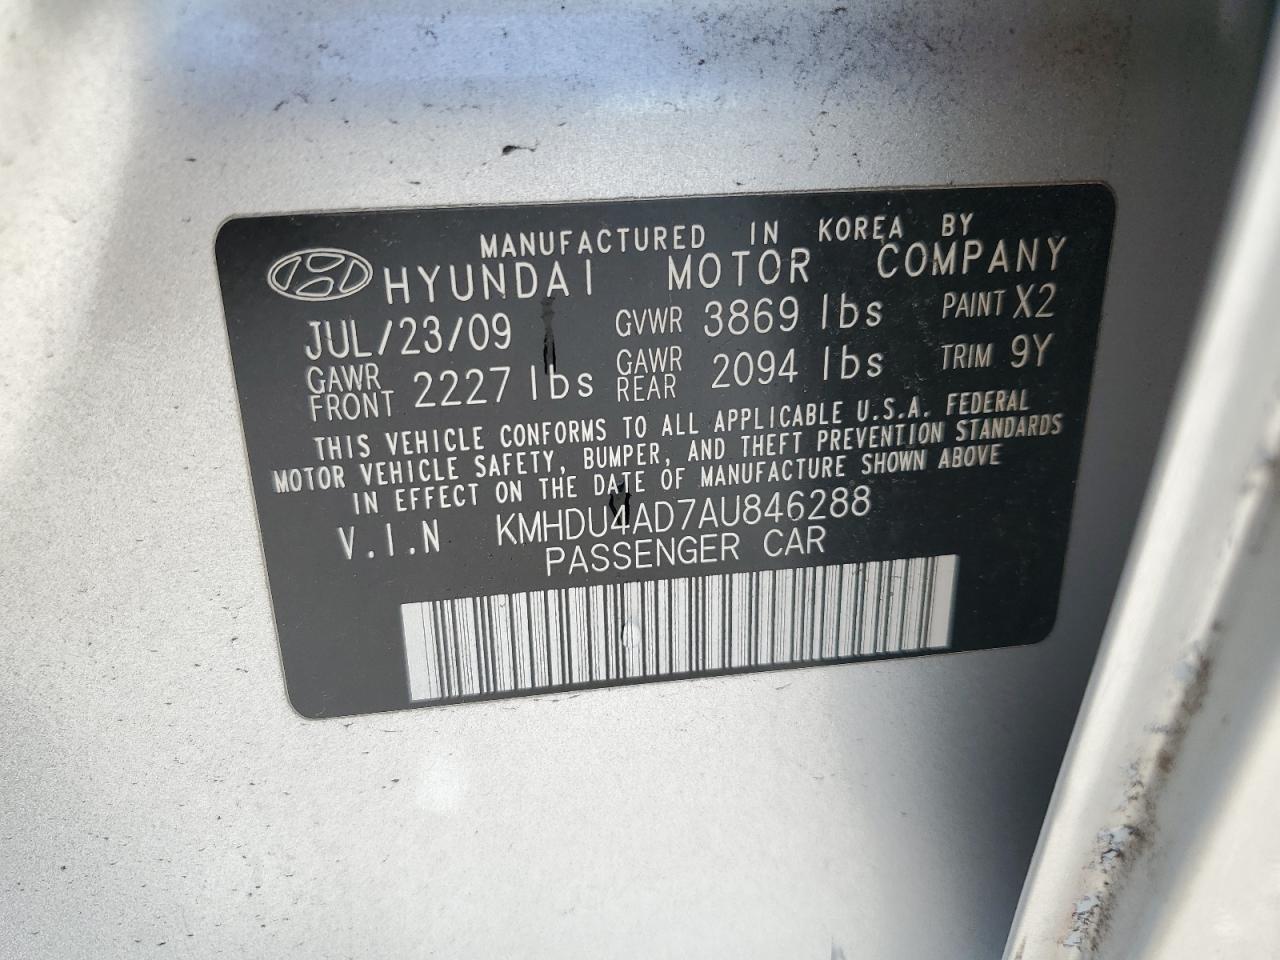 MANUFACTURED IN KOREA BY
HYUNDAI MOTOR COMPANY
JUL/23/09 GVWR 3869 lbs PAINT X2
GAWR FRONT 2227 lbs GAWR REAR 2094 lbs TRIM 9Y
THIS VEHICLE CONFORMS TO ALL APPLICABLE U.S.A. FEDERAL
MOTOR VEHICLE SAFETY, BUMPER, AND THEFT PREVENTION STANDARDS
IN EFFECT ON THE DATE OF MANUFACTURE SHOWN ABOVE
V.I.N KMHDU4AD7AU846288
PASSENGER CAR